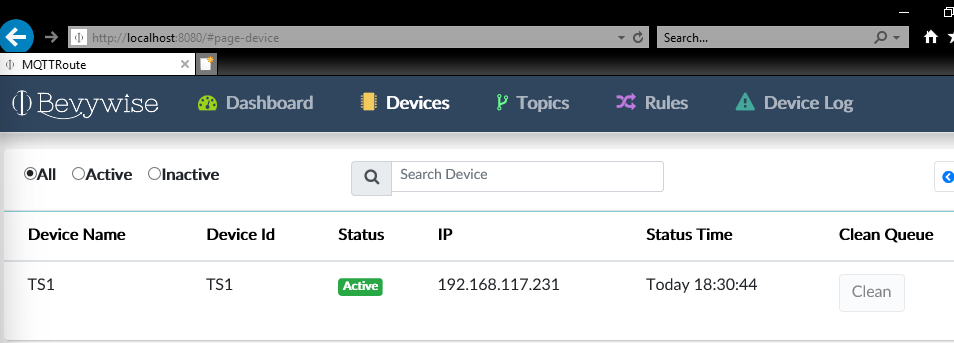 http://localhost:8080/#page-device
Search...
MQTTRoute
Bevywise Dashboard Devices Topics Rules Device Log
All Active Inactive Search Device
Device Name Device Id Status IP Status Time Clean Queue
TS1 TS1 Active 192.168.117.231 Today 18:30:44 Clean